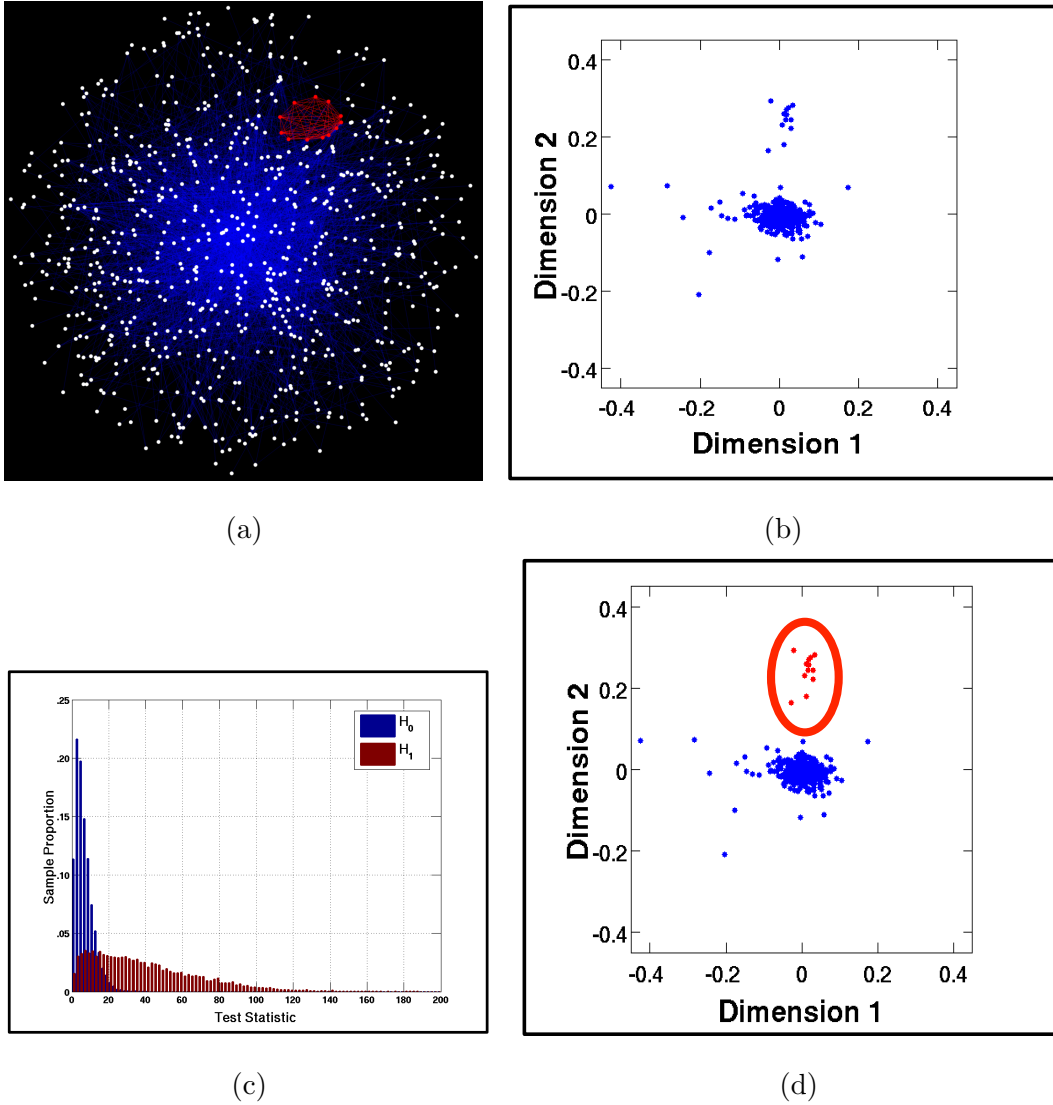 0.4
0.2
0
-0.2
-0.4
-0.4 -0.2 0 0.2 0.4
Dimension 2
Dimension 1
(a)
(b)
.25
.20
.15
.10
.05
0
0 20 40 60 80 100 120 140 160 180 200
Sample Proportion
Test Statistic
H0
H1
0.4
0.2
0
-0.2
-0.4
-0.4 -0.2 0 0.2 0.4
Dimension 2
Dimension 1
(c)
(d)